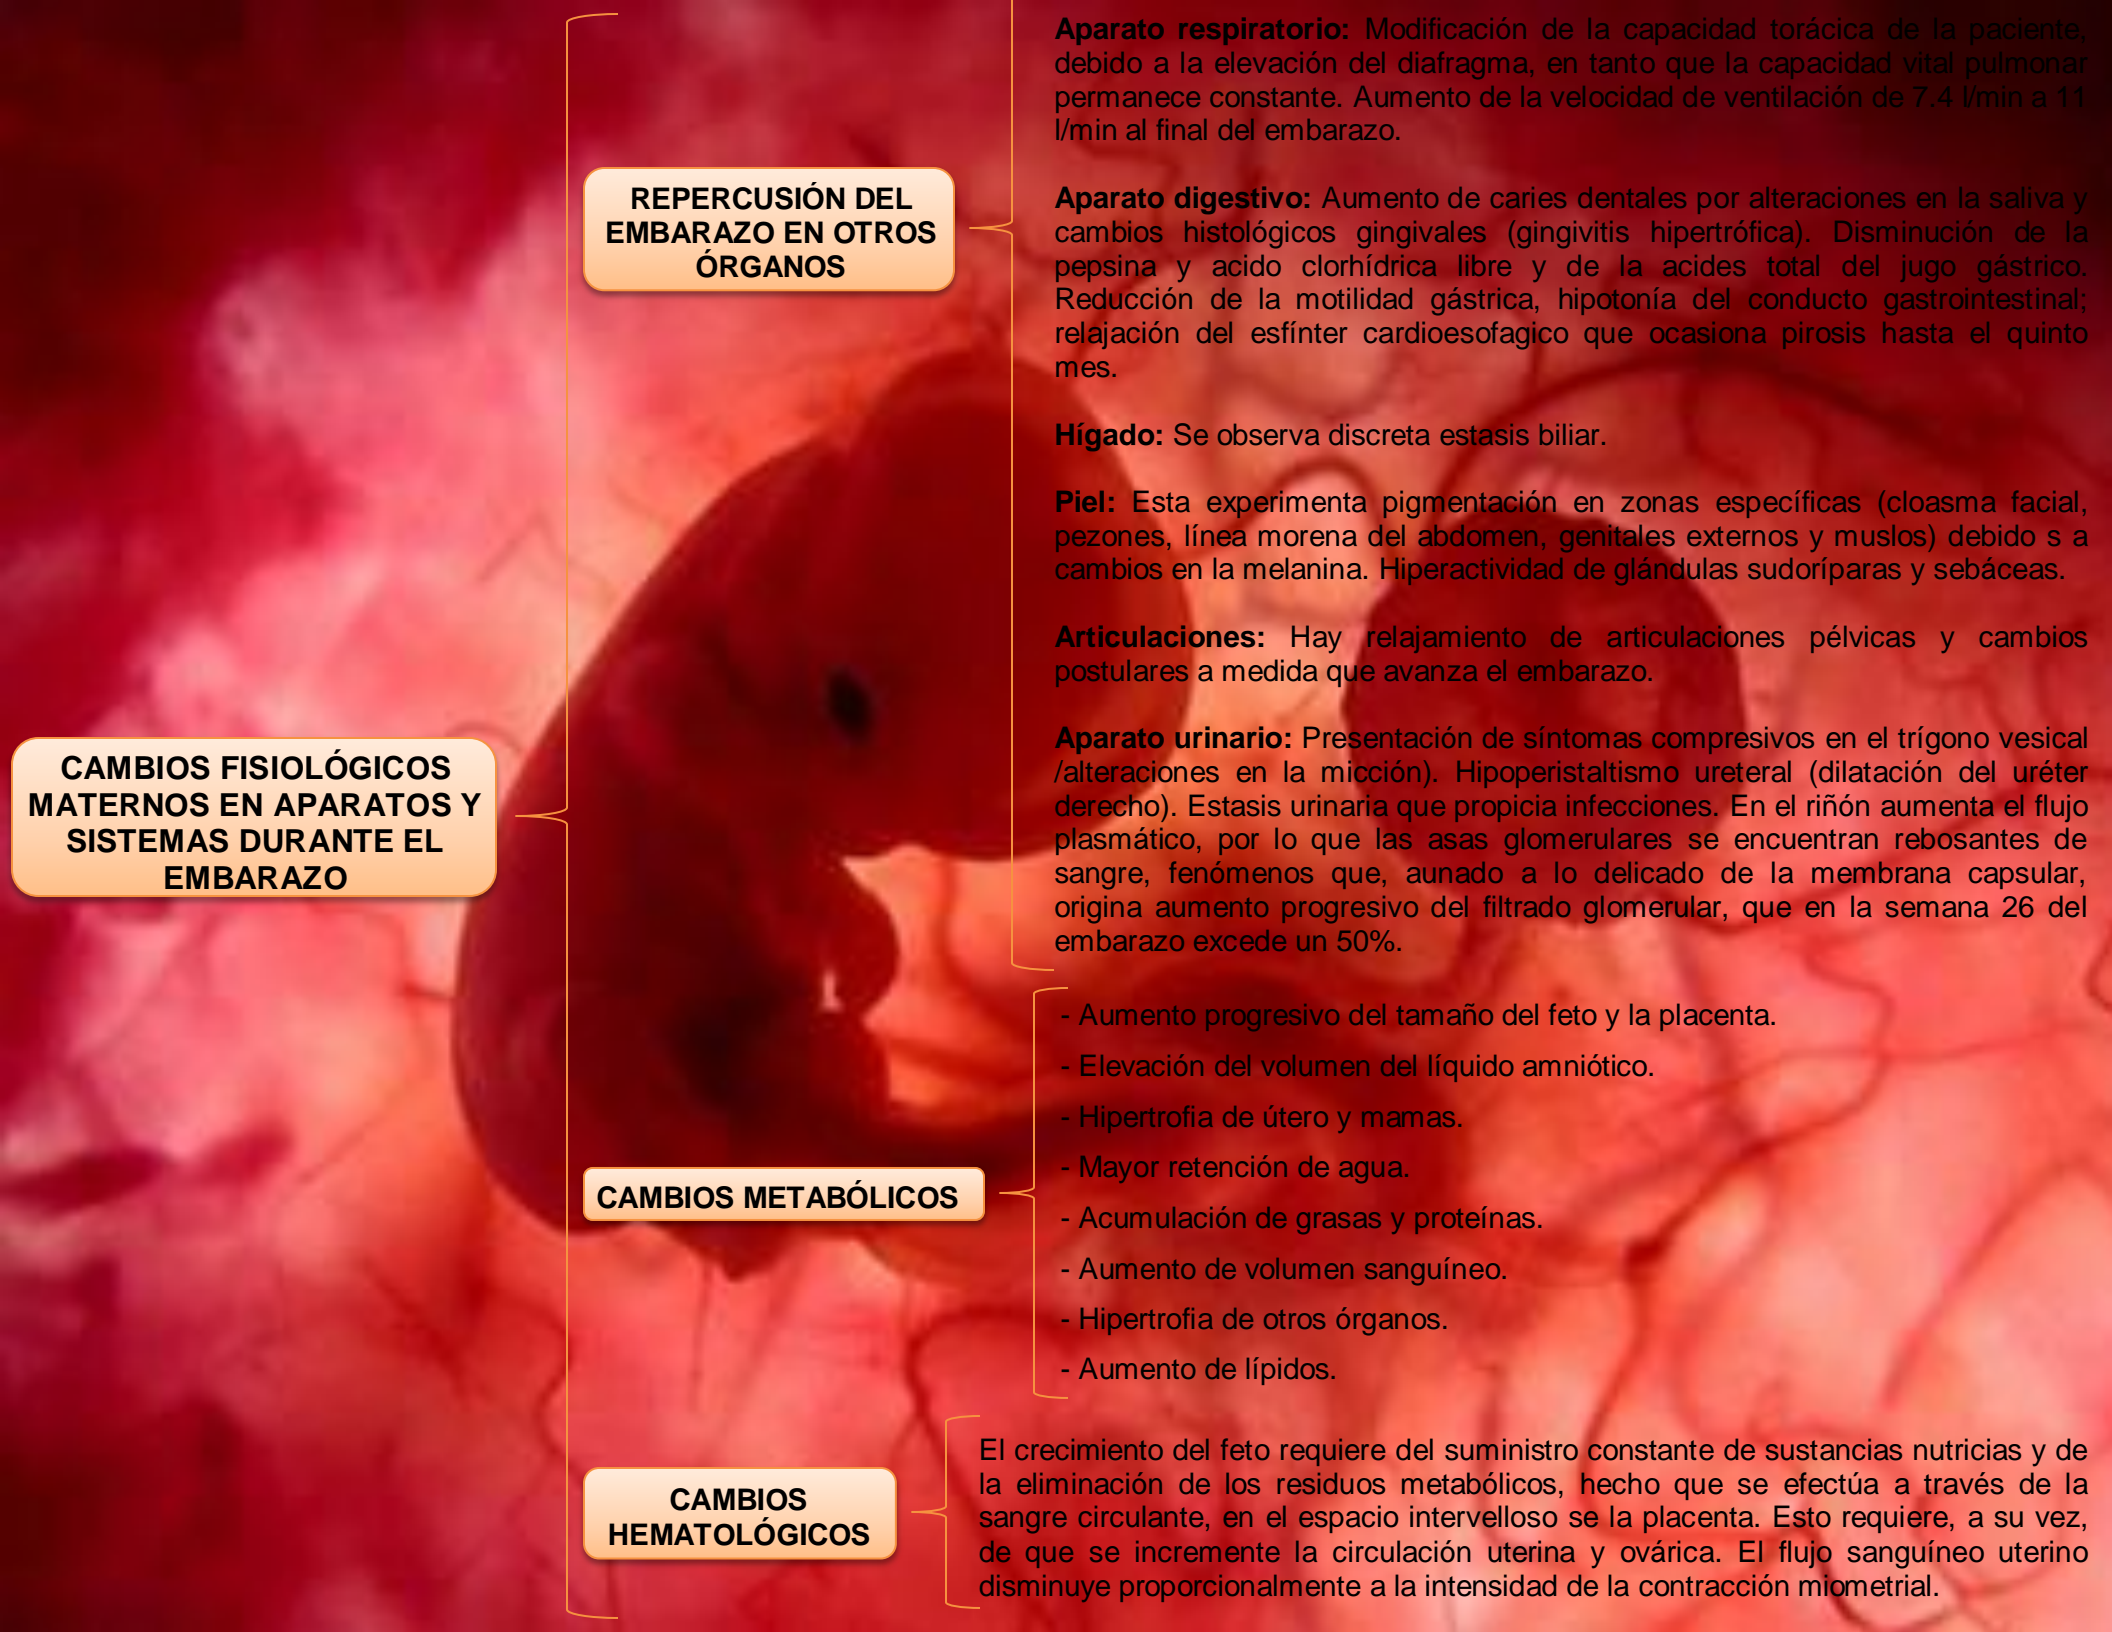 CAMBIOS FISIOLÓGICOS
MATERNOS EN APARATOS Y
SISTEMAS DURANTE EL
EMBARAZO
REPERCUSIÓN DEL
EMBARAZO EN OTROS
ÓRGANOS
Aparato respiratorio: Modificación de la capacidad torácica de la paciente,
debido a la elevación del diafragma, en tanto que la capacidad vital pulmonar
permanece constante. Aumento de la velocidad de ventilación de 7.4 l/min a 11
l/min al final del embarazo.
Aparato digestivo: Aumento de caries dentales por alteraciones en la saliva y
cambios histológicos gingivales (gingivitis hipertrófica). Disminución de la
pepsina y acido clorhídrica libre y de la acides total del jugo gástrico.
Reducción de la motilidad gástrica, hipotonía del conducto gastrointestinal;
relajación del esfínter cardioesofagico que ocasiona pirosis hasta el quinto
mes.
Hígado: Se observa discreta estasis biliar.
Piel: Esta experimenta pigmentación en zonas específicas (cloasma facial,
pezones, línea morena del abdomen, genitales externos y muslos) debido s a
cambios en la melanina. Hiperactividad de glándulas sudoríparas y sebáceas.
Articulaciones: Hay relajamiento de articulaciones pélvicas y cambios
postulares a medida que avanza el embarazo.
Aparato urinario: Presentación de síntomas compresivos en el trígono vesical
/alteraciones en la micción). Hipoperistaltismo ureteral (dilatación del uréter
derecho). Estasis urinaria que propicia infecciones. En el riñón aumenta el flujo
plasmático, por lo que las asas glomerulares se encuentran rebosantes de
sangre, fenómenos que, aunado a lo delicado de la membrana capsular,
origina aumento progresivo del filtrado glomerular, que en la semana 26 del
embarazo excede un 50%.
CAMBIOS METABÓLICOS
- Aumento progresivo del tamaño del feto y la placenta.
- Elevación del volumen del líquido amniótico.
- Hipertrofia de útero y mamas.
- Mayor retención de agua.
- Acumulación de grasas y proteínas.
- Aumento de volumen sanguíneo.
- Hipertrofia de otros órganos.
- Aumento de lípidos.
CAMBIOS
HEMATOLÓGICOS
El crecimiento del feto requiere del suministro constante de sustancias nutricias y de
la eliminación de los residuos metabólicos, hecho que se efectúa a través de la
sangre circulante, en el espacio intervelloso se la placenta. Esto requiere, a su vez,
de que se incremente la circulación uterina y ovárica. El flujo sanguíneo uterino
disminuye proporcionalmente a la intensidad de la contracción miometrial.